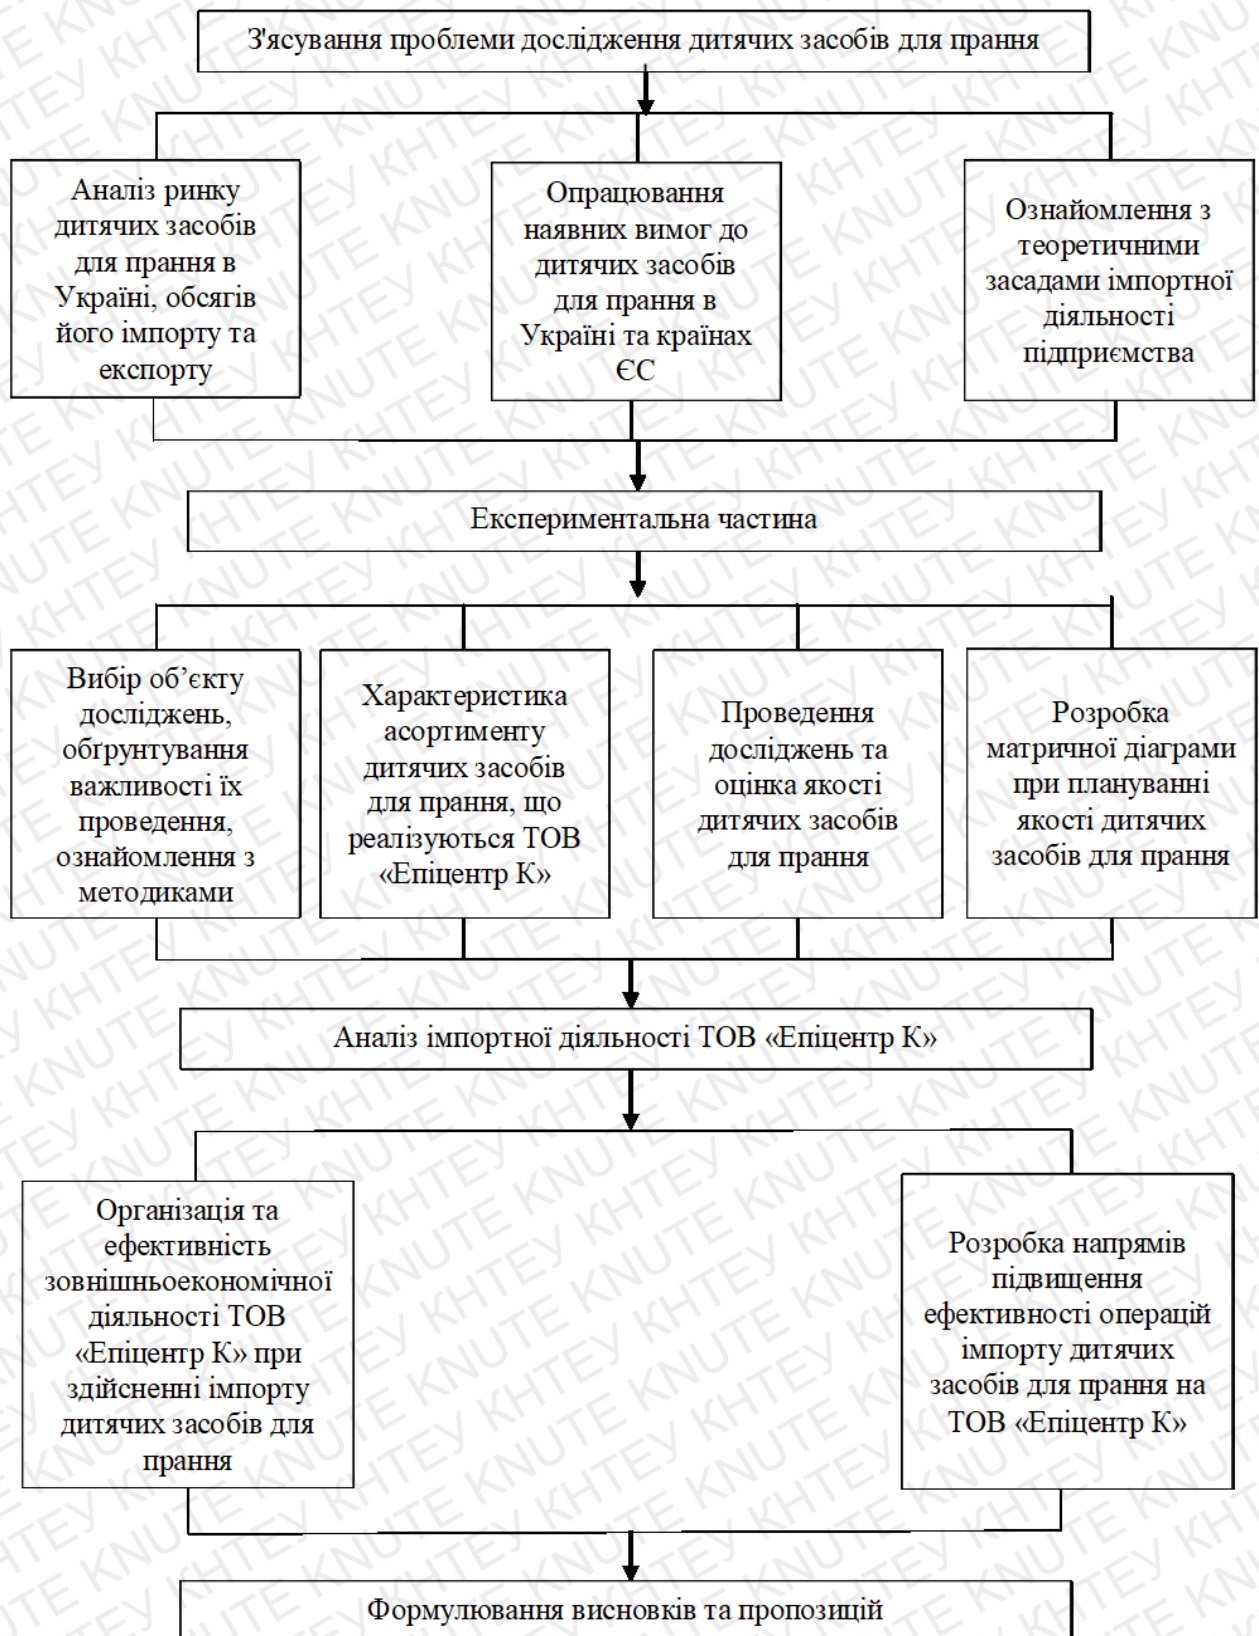 З'ясування проблеми дослідження дитячих засобів для прання
Аналіз ринку
дитячих засобів
для прання в
Україні, обсягів
його імпорту та
експорту
Опрацювання
наявних вимог до
дитячих засобів
для прання в
Україні та країнах
ЄС
Ознайомлення з
теоретичними
засадами імпортної
діяльності
підприємства
Експериментальна частина
Вибір об’єкту
досліджень,
обґрунтування
важливості їх
проведення,
ознайомлення з
методиками
Характеристика
асортименту
дитячих засобів
для прання, що
реалізуються ТОВ
«Епіцентр К»
Проведення
досліджень та
оцінка якості
дитячих засобів
для прання
Розробка
матричної діаграми
при плануванні
якості дитячих
засобів для прання
Аналіз імпортної діяльності ТОВ «Епіцентр К»
Організація та
ефективність
зовнішньоекономічної
діяльності ТОВ
«Епіцентр К» при
здійсненні імпорту
дитячих засобів для
прання
Розробка напрямів
підвищення
ефективності операцій
імпорту дитячих
засобів для прання на
ТОВ «Епіцентр К»
Формулювання висновків та пропозицій